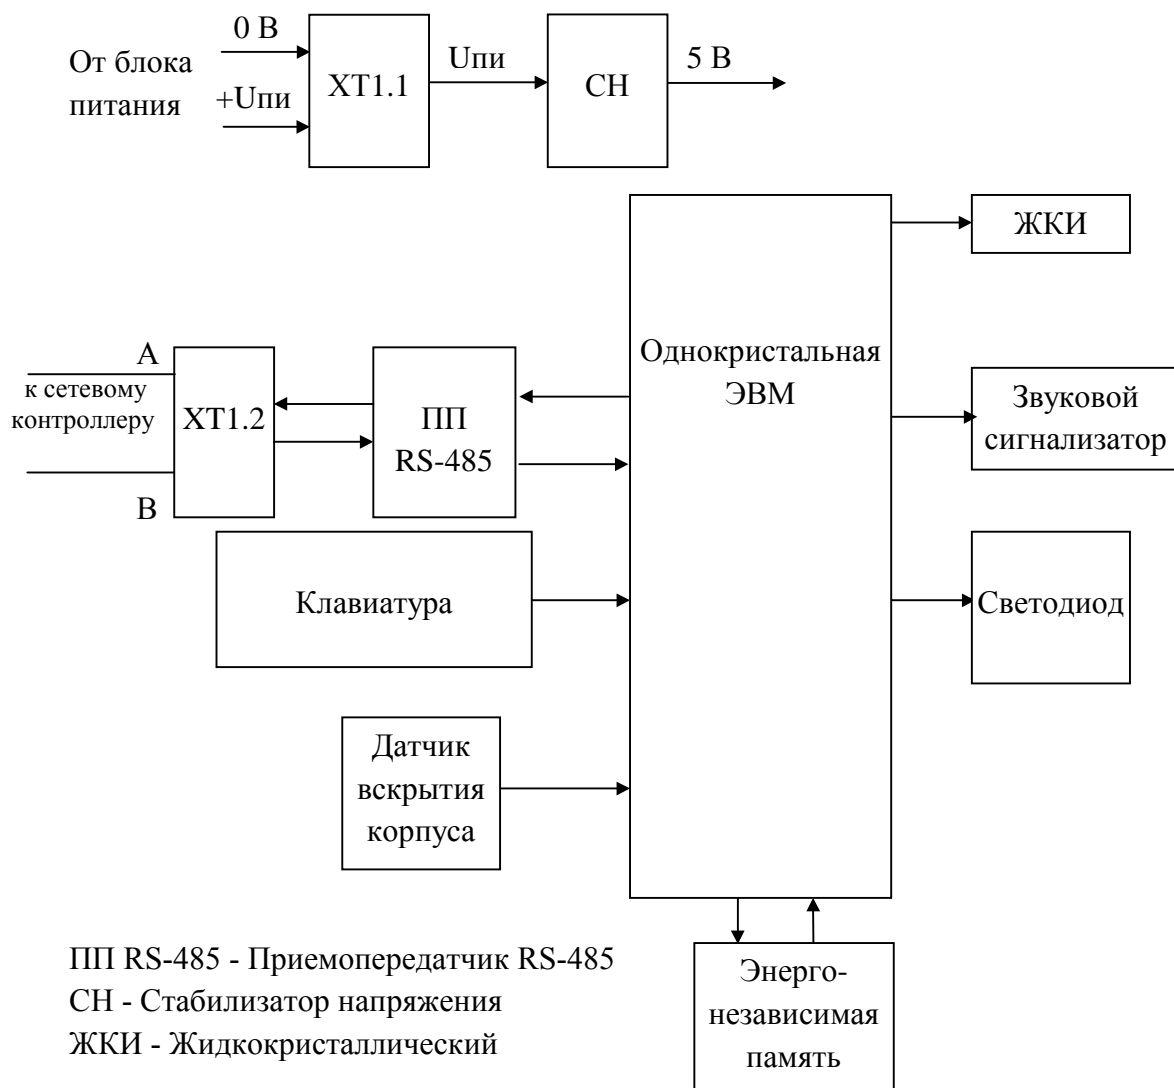 От блока
питания
0 В
+Uпи
ХТ1.1
Uпи
СН
5 В
ЖКИ
Однокристальная
ЭВМ
А
к сетевому
контроллеру
В
ХТ1.2
ПП
RS-485
Звуковой
сигнализатор
Клавиатура
Светодиод
Датчик
вскрытия
корпуса
Энерго-
независимая
память
ПП RS-485 - Приемопередатчик RS-485
СН - Стабилизатор напряжения
ЖКИ - Жидкокристаллический